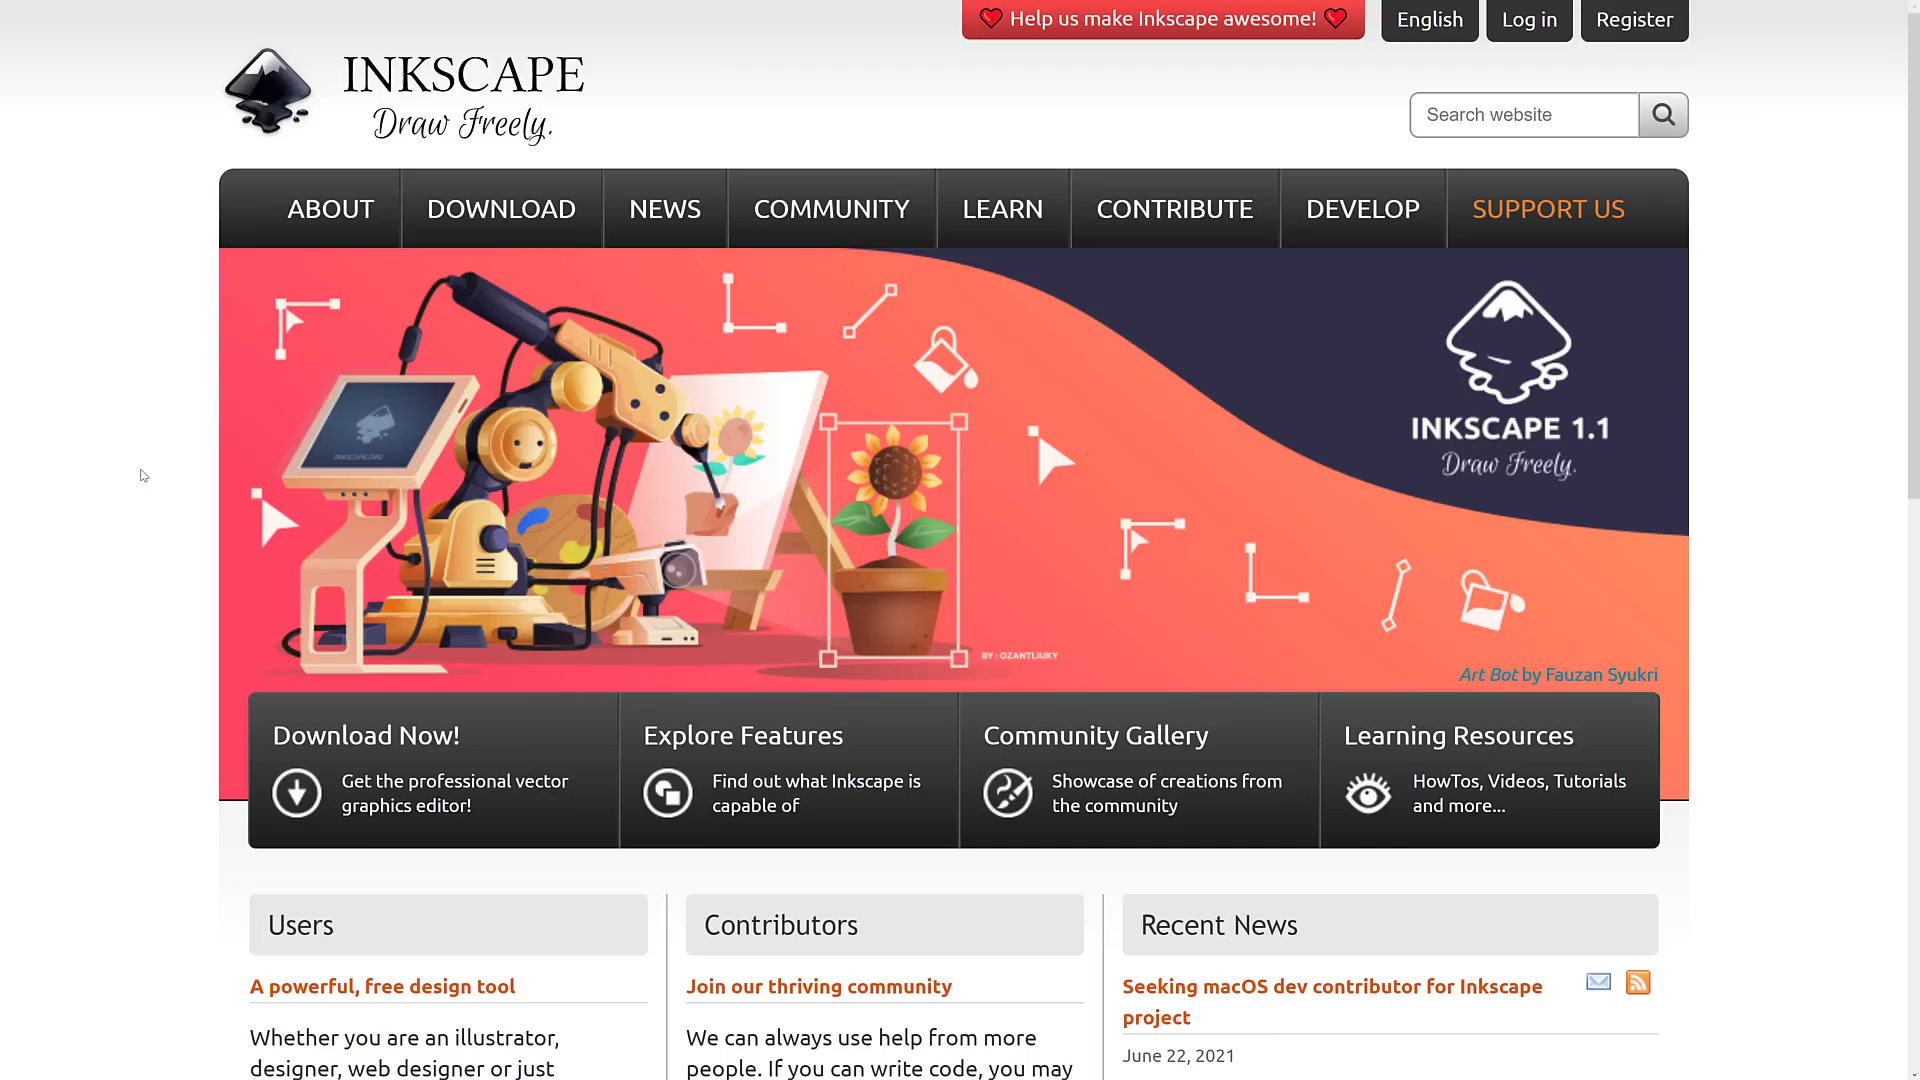 Help us make Inkscape awesome!
English
Log in
Register
INKSCAPE
Draw Freely.
Search website
ABOUT
DOWNLOAD
NEWS
COMMUNITY
LEARN
CONTRIBUTE
DEVELOP
SUPPORT US
INKSCAPE 1.1
Draw Freely.
INKSCAPE.ORG
BY : OZANTLIUKY
Art Bot by Fauzan Syukri
Download Now!
Get the professional vector
graphics editor!
Explore Features
Find out what Inkscape is
capable of
Community Gallery
Showcase of creations from
the community
Learning Resources
HowTos, Videos, Tutorials
and more...
Users
A powerful, free design tool
Whether you are an illustrator,
designer, web designer or just
Contributors
Join our thriving community
We can always use help from more
people. If you can write code, you may
Recent News
Seeking macOS dev contributor for Inkscape
project
June 22, 2021